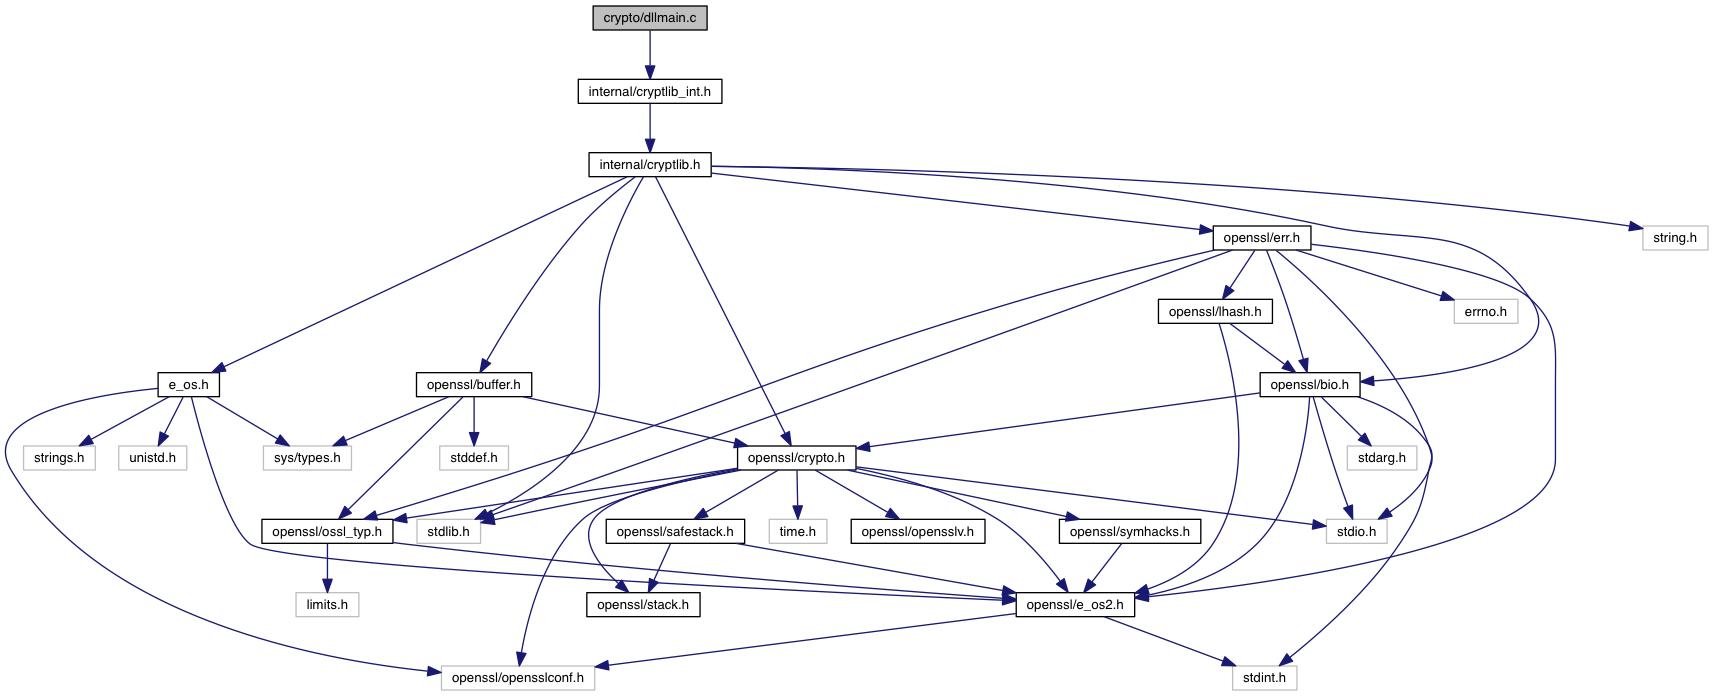 crypto/dllmain.c
internal/cryptlib_int.h
internal/cryptlib.h
openssl/err.h
string.h
openssl/lhash.h
errno.h
e_os.h
openssl/buffer.h
openssl/bio.h
strings.h
unistd.h
sys/types.h
stddef.h
openssl/crypto.h
stdarg.h
openssl/ossl_typ.h
stdlib.h
openssl/safestack.h
time.h
openssl/opensslv.h
openssl/symhacks.h
stdio.h
limits.h
openssl/stack.h
openssl/e_os2.h
openssl/opensslconf.h
stdint.h